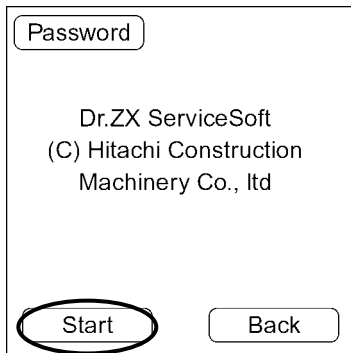 Password
Dr.ZX ServiceSoft
(C) Hitachi Construction
Machinery Co., ltd
Start
Back